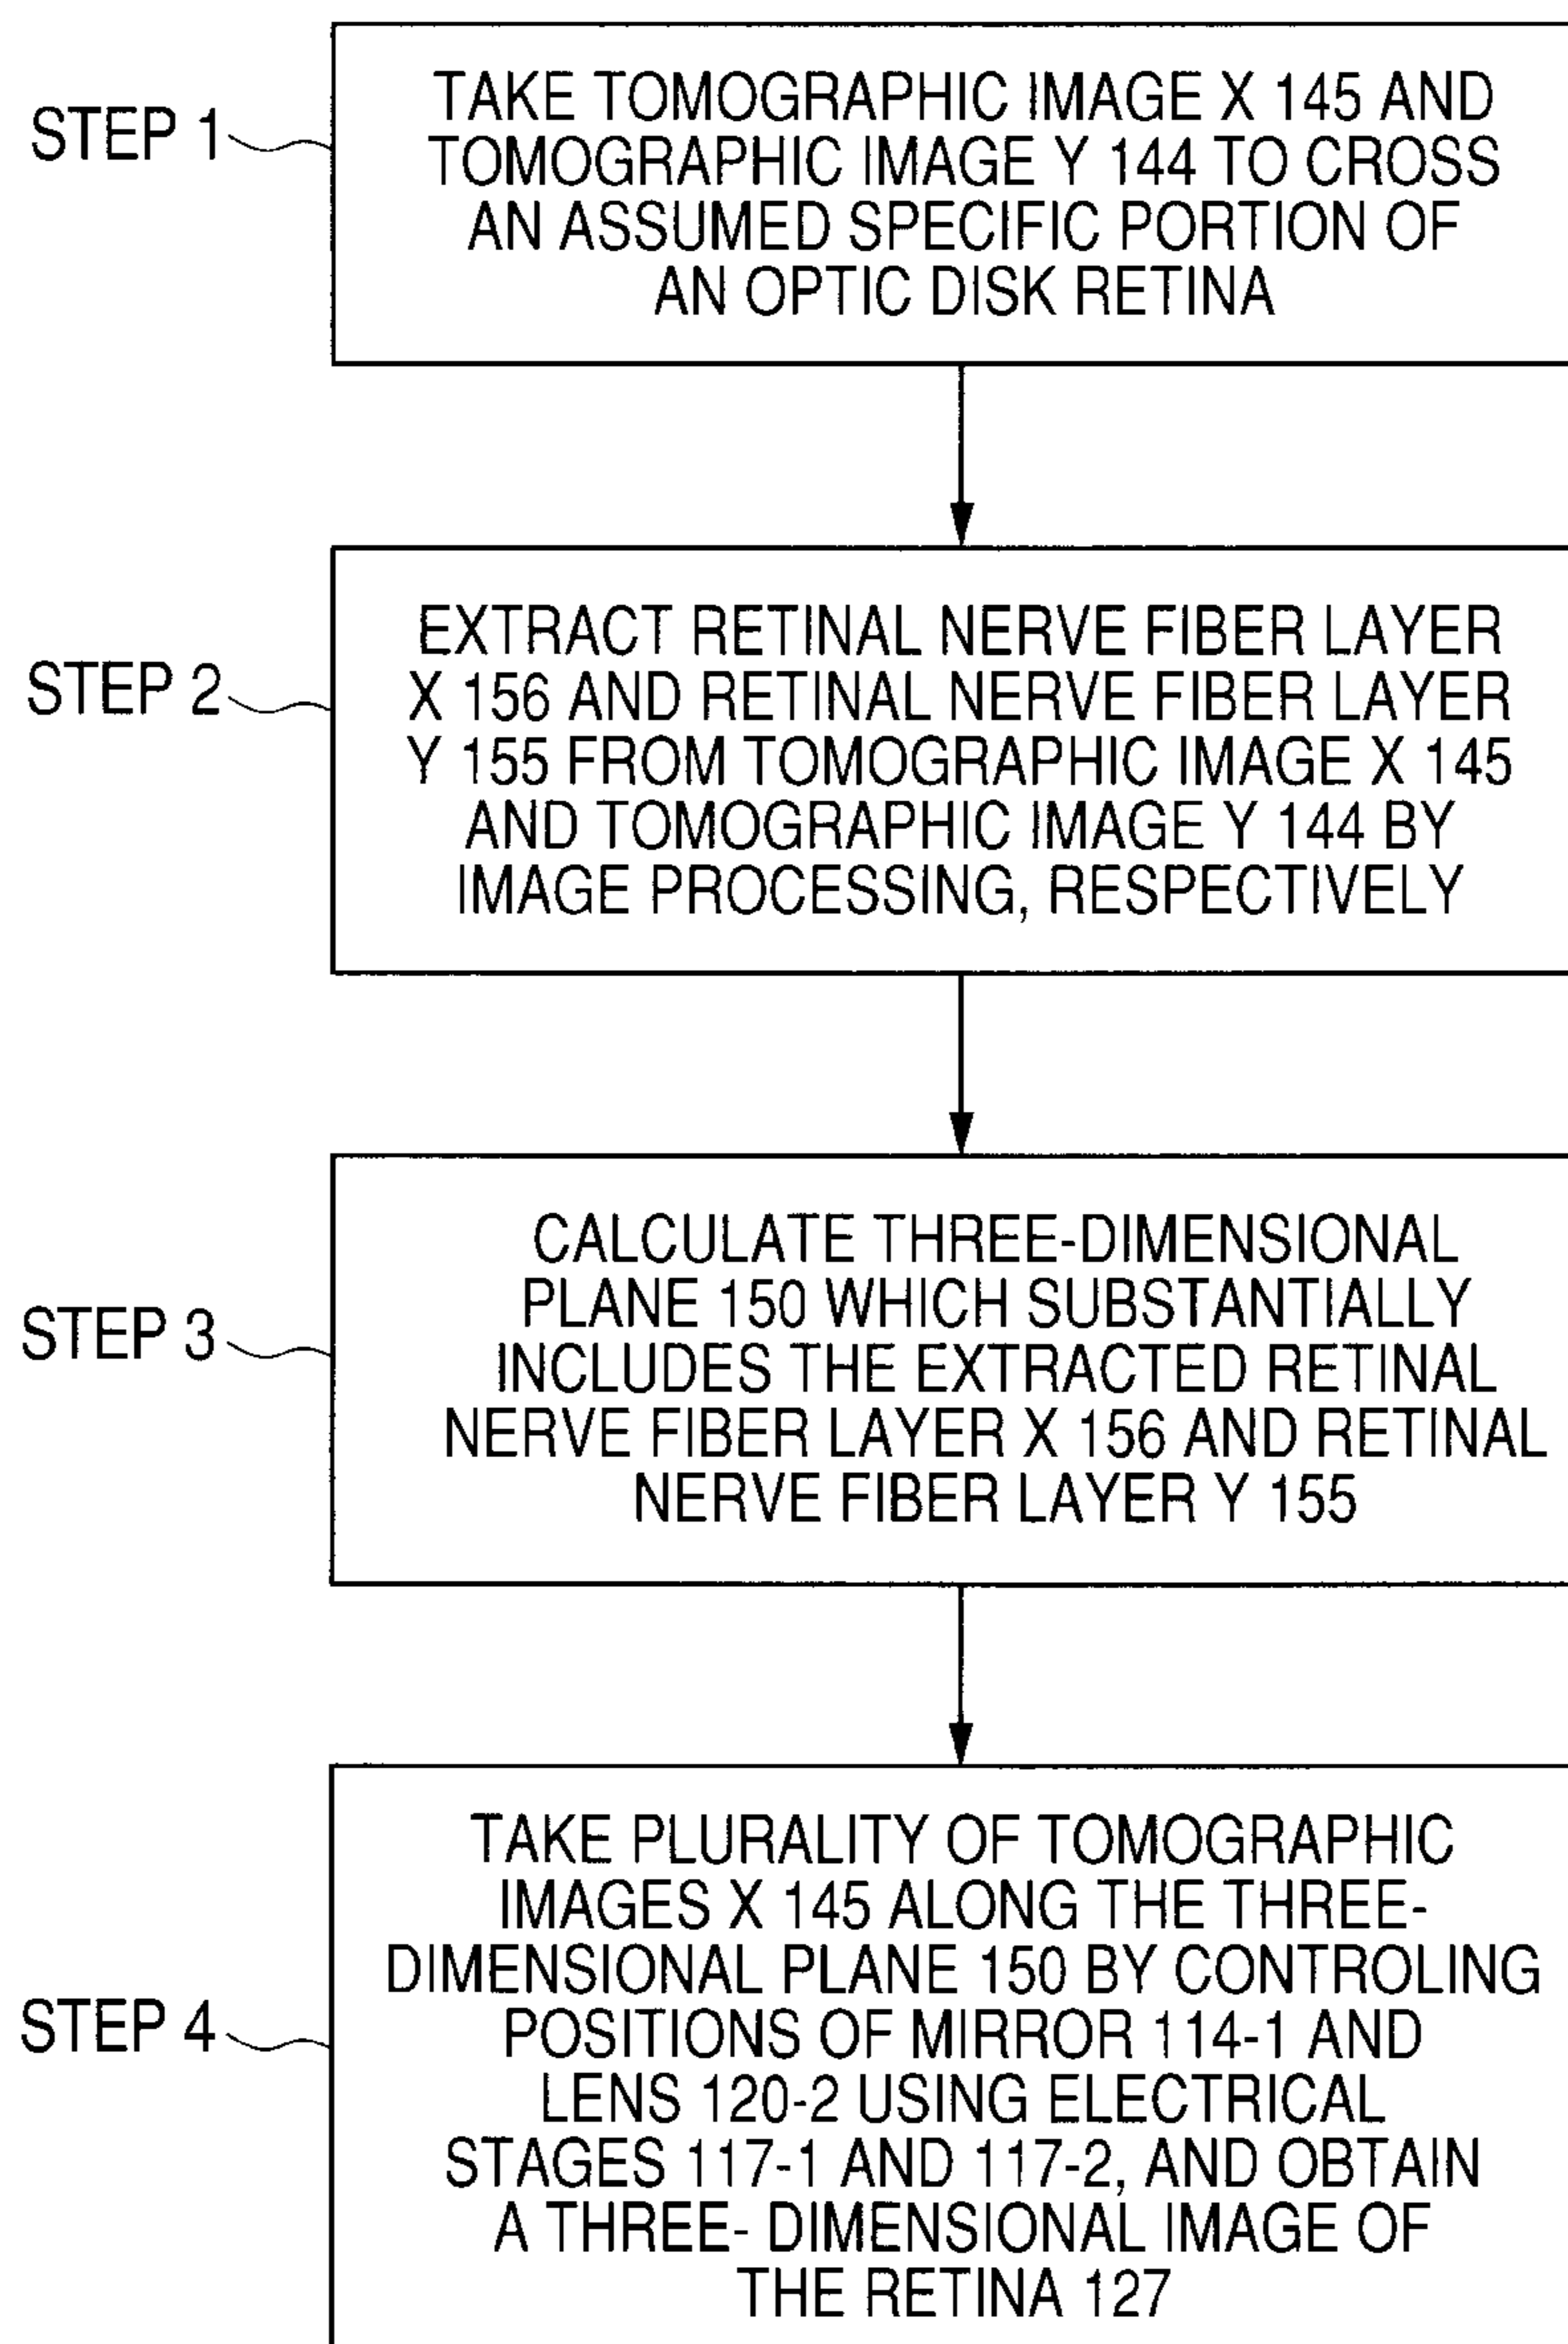 STEP 1
TAKE TOMOGRAPHIC IMAGE X 145 AND
TOMOGRAPHIC IMAGE Y 144 TO CROSS
AN ASSUMED SPECIFIC PORTION OF
AN OPTIC DISK RETINA
STEP 2
EXTRACT RETINAL NERVE FIBER LAYER
X 156 AND RETINAL NERVE FIBER LAYER
Y 155 FROM TOMOGRAPHIC IMAGE X 145
AND TOMOGRAPHIC IMAGE Y 144 BY
IMAGE PROCESSING, RESPECTIVELY
STEP 3
CALCULATE THREE-DIMENSIONAL
PLANE 150 WHICH SUBSTANTIALLY
INCLUDES THE EXTRACTED RETINAL
NERVE FIBER LAYER X 156 AND RETINAL
NERVE FIBER LAYER Y 155
STEP 4
TAKE PLURALITY OF TOMOGRAPHIC
IMAGES X 145 ALONG THE THREE-
DIMENSIONAL PLANE 150 BY CONTROLING
POSITIONS OF MIRROR 114-1 AND
LENS 120-2 USING ELECTRICAL
STAGES 117-1 AND 117-2, AND OBTAIN
A THREE- DIMENSIONAL IMAGE OF
THE RETINA 127